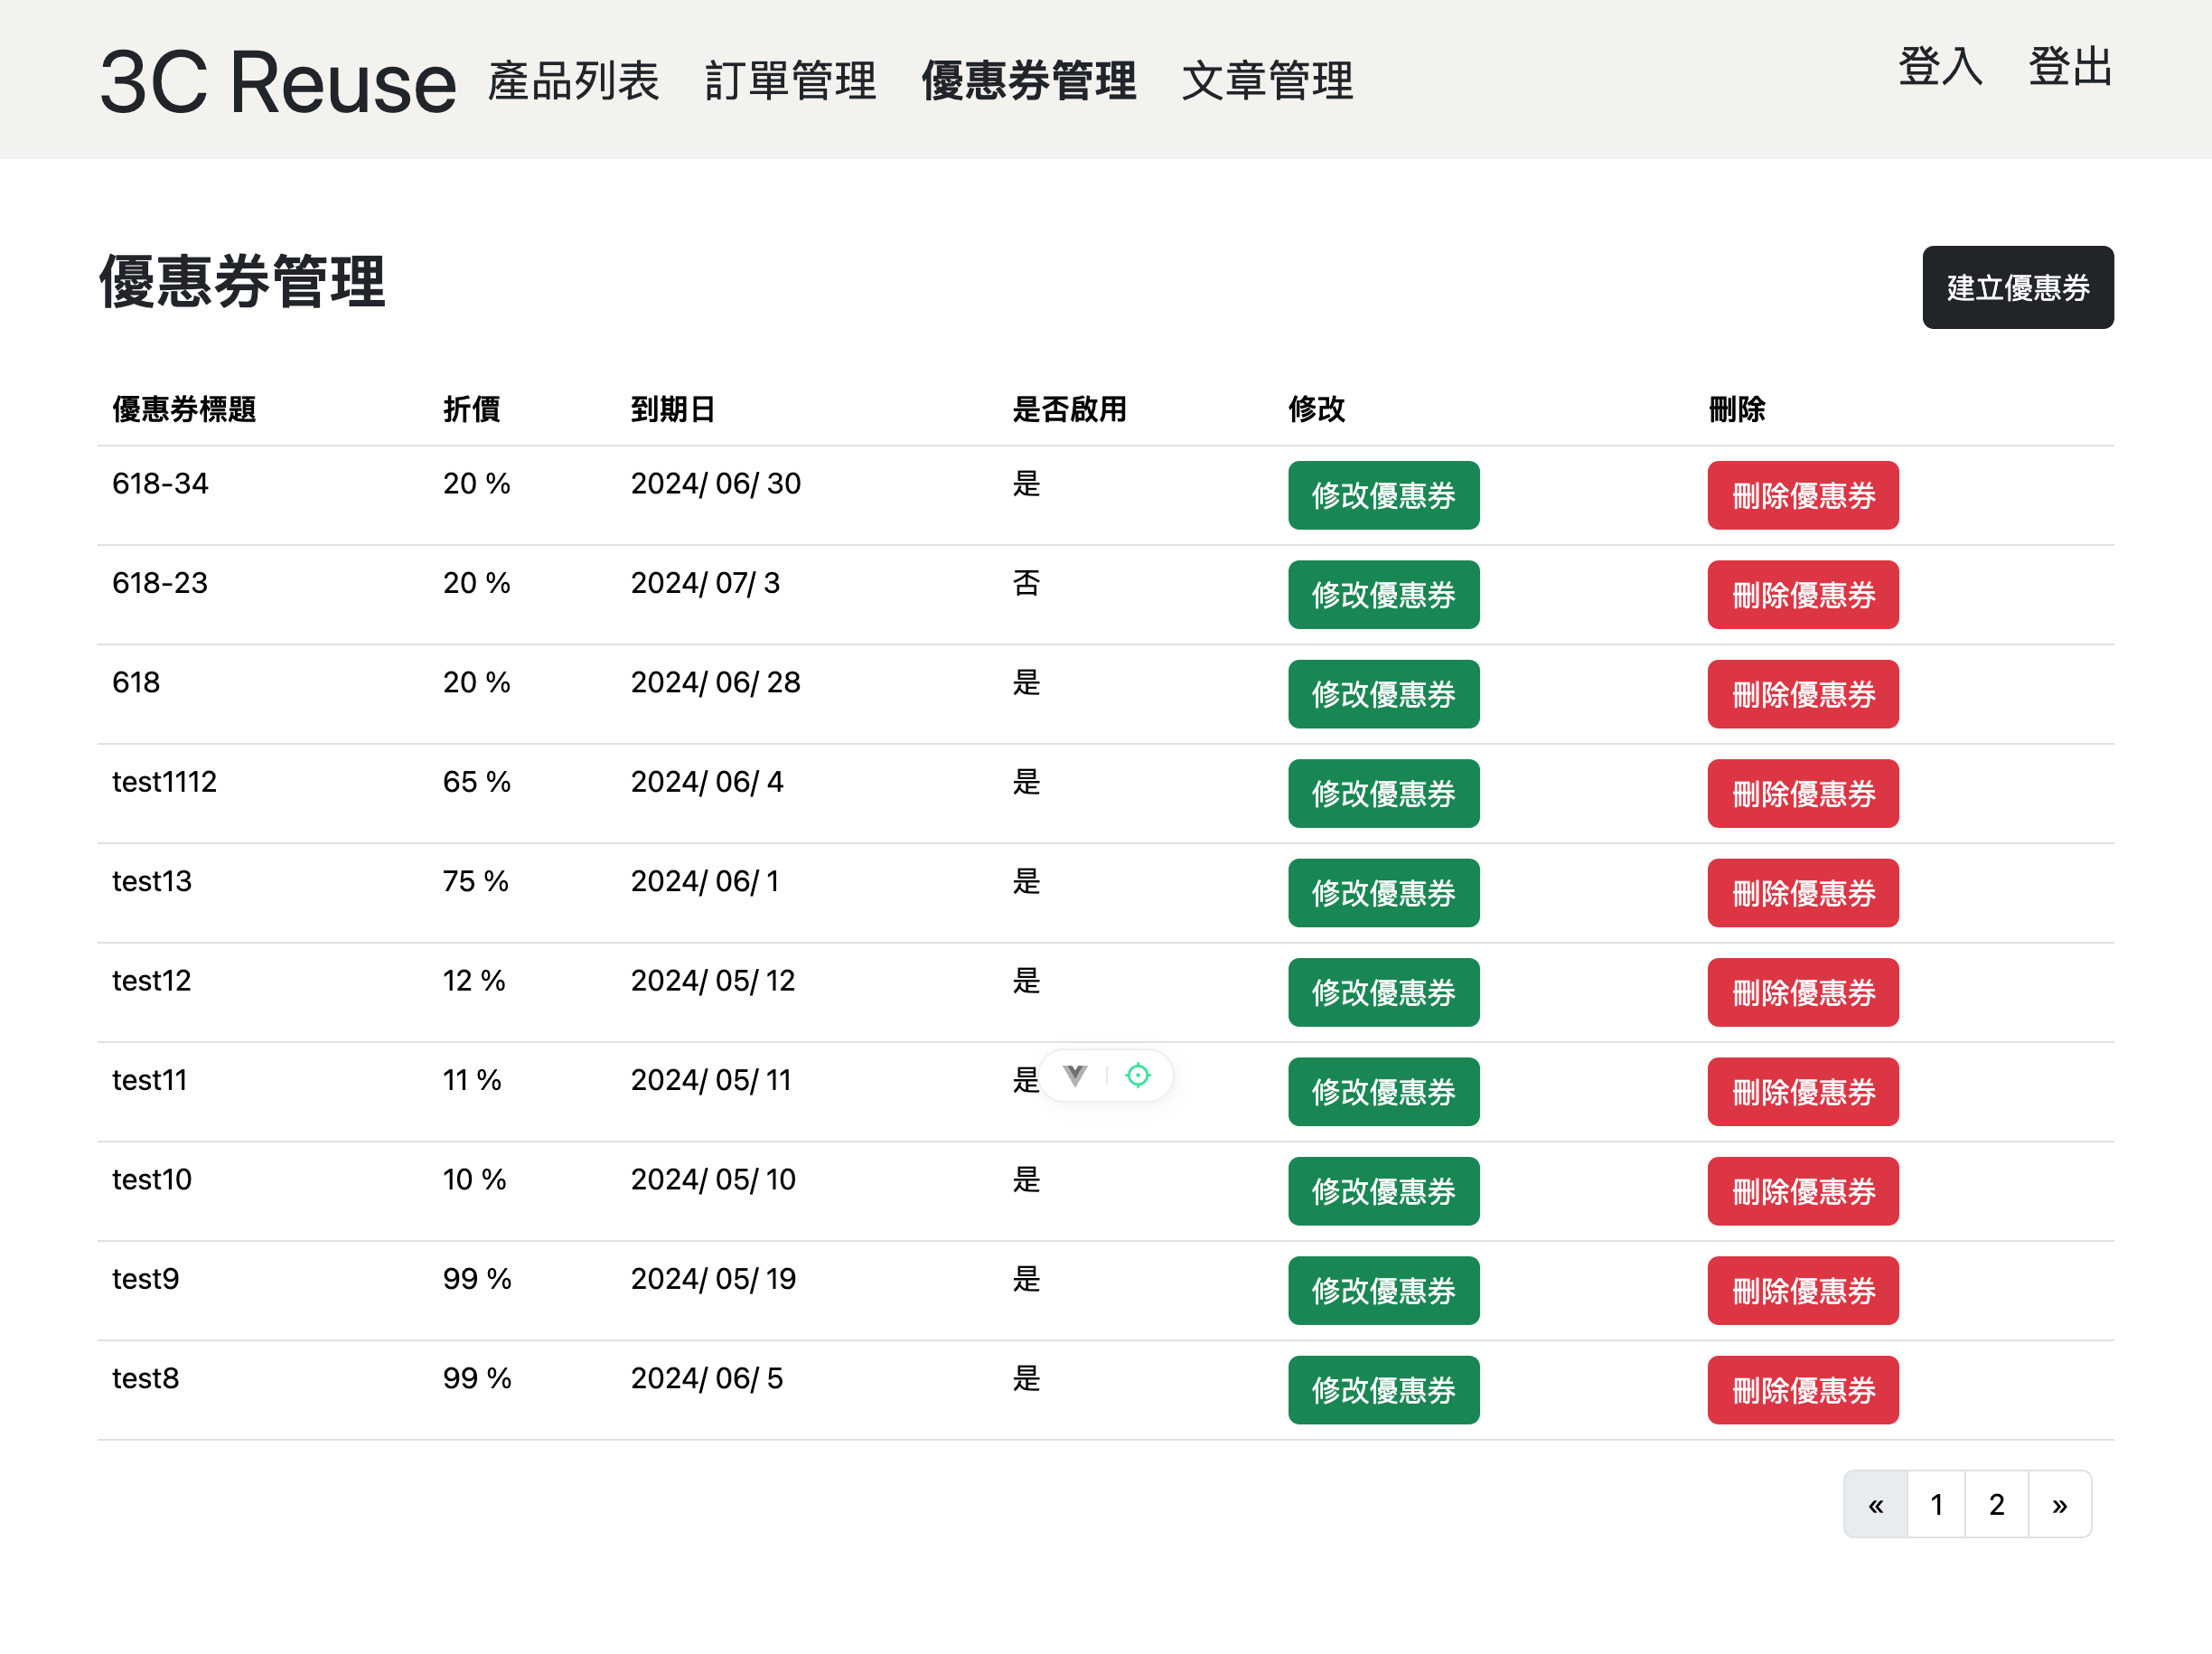 3C Reuse 產品列表 訂單管理 優惠券管理 文章管理 登入 登出
優惠券管理 建立優惠券
優惠券標題 折價 到期日 是否啟用 修改 刪除
618-34 20 % 2024/ 06/ 30 是 修改優惠券 刪除優惠券
618-23 20 % 2024/ 07/ 3 否 修改優惠券 刪除優惠券
618 20 % 2024/ 06/ 28 是 修改優惠券 刪除優惠券
test1112 65 % 2024/ 06/ 4 是 修改優惠券 刪除優惠券
test13 75 % 2024/ 06/ 1 是 修改優惠券 刪除優惠券
test12 12 % 2024/ 05/ 12 是 修改優惠券 刪除優惠券
test11 11 % 2024/ 05/ 11 是 修改優惠券 刪除優惠券
test10 10 % 2024/ 05/ 10 是 修改優惠券 刪除優惠券
test9 99 % 2024/ 05/ 19 是 修改優惠券 刪除優惠券
test8 99 % 2024/ 06/ 5 是 修改優惠券 刪除優惠券
« 1 2 »